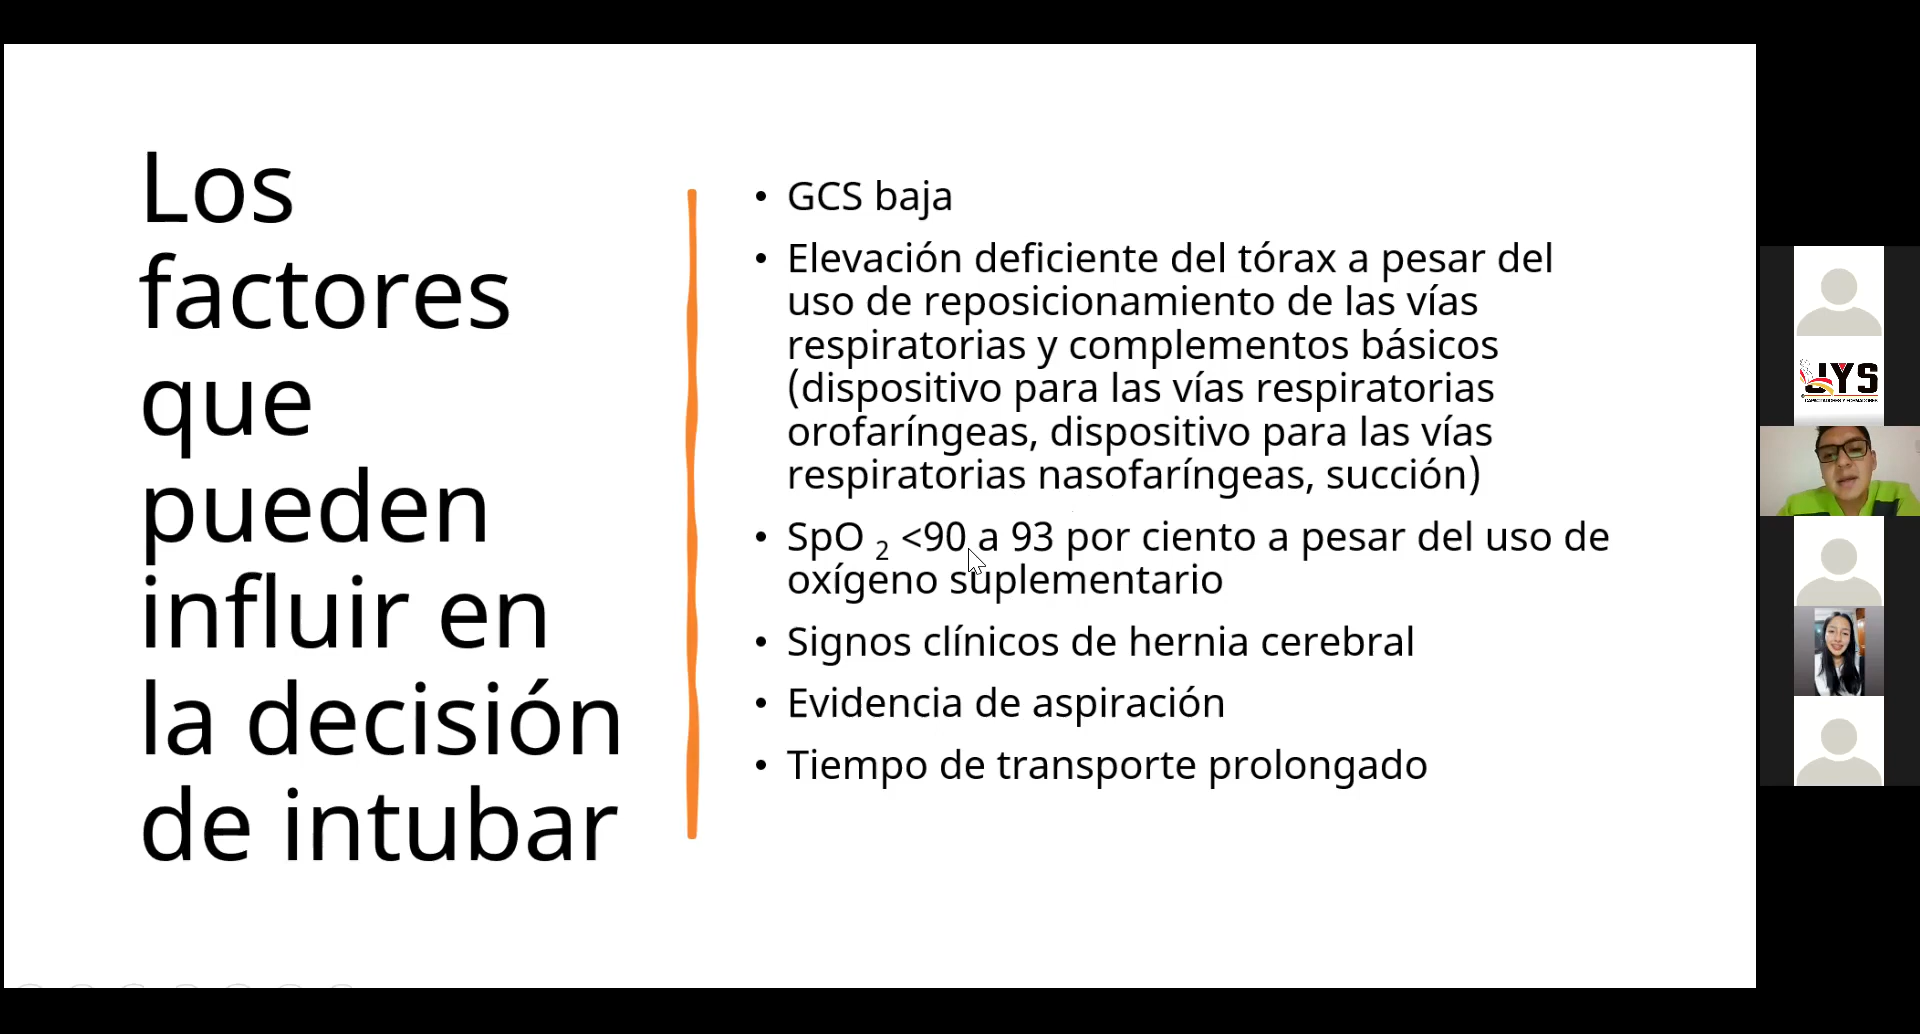 Los
factores
que
pueden
influir en
la decisión
de intubar
• GCS baja
• Elevación deficiente del tórax a pesar del
uso de reposicionamiento de las vías
respiratorias y complementos básicos
(dispositivo para las vías respiratorias
orofaríngeas, dispositivo para las vías
respiratorias nasofaríngeas, succión)
• SpO 2 <90 a 93 por ciento a pesar del uso de
oxígeno suplementario
• Signos clínicos de hernia cerebral
• Evidencia de aspiración
• Tiempo de transporte prolongado
JYS
CAPACITADORES Y FORMADORES